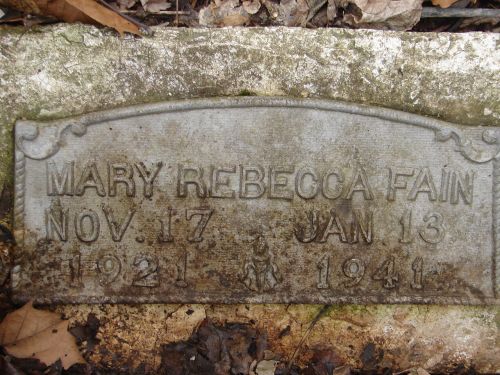 MARY REBECCA FAIN
NOV. 17 JAN. 13
1921 1941